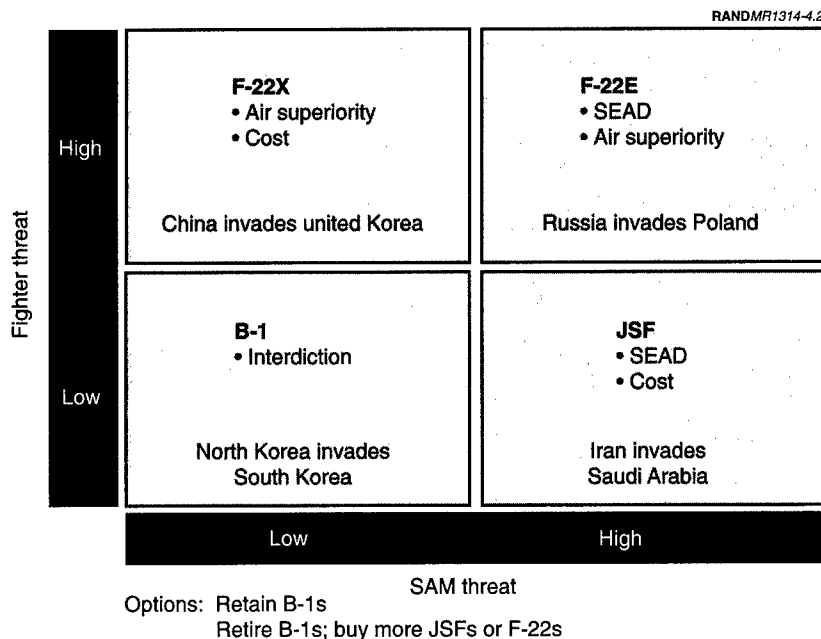 RANDMR1314-4.2
Fighter threat
High
F-22X
• Air superiority
• Cost
China invades united Korea
F-22E
• SEAD
• Air superiority
Russia invades Poland
Low
B-1
• Interdiction
North Korea invades
South Korea
JSF
• SEAD
• Cost
Iran invades
Saudi Arabia
Low
High
SAM threat
Options: Retain B-1s
Retire B-1s; buy more JSFs or F-22s